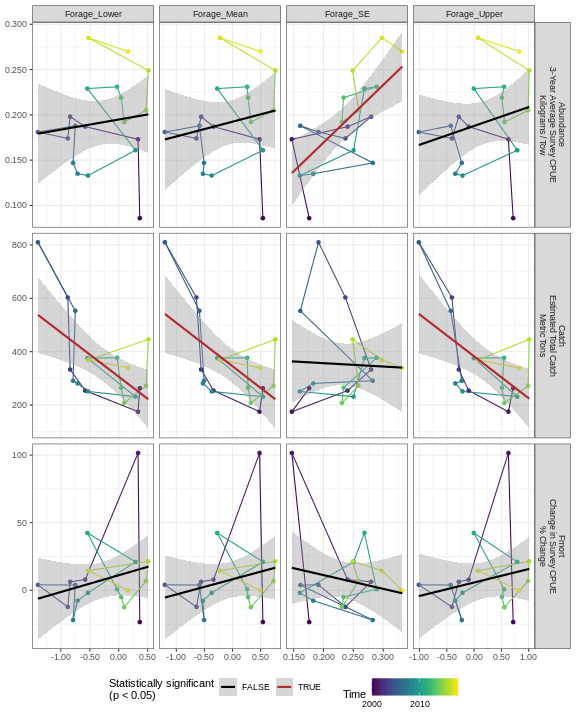 Forage_Lower Forage_Mean Forage_SE Forage_Upper
0.300
0.250
0.200
0.150
0.100
Abundance
3-Year Average Survey CPUE
Kilograms / Tow
800
600
400
200
Catch
Estimated Total Catch
Metric Tons
100
50
0
Fmort
Change in Survey CPUE
% Change
-1.00 -0.50 0.00 0.50 -1.00 -0.50 0.00 0.50 0.150 0.200 0.250 0.300 -1.00 -0.50 0.00 0.50 1.00
Statistically significant
(p < 0.05)
FALSE TRUE
Time
2000 2010